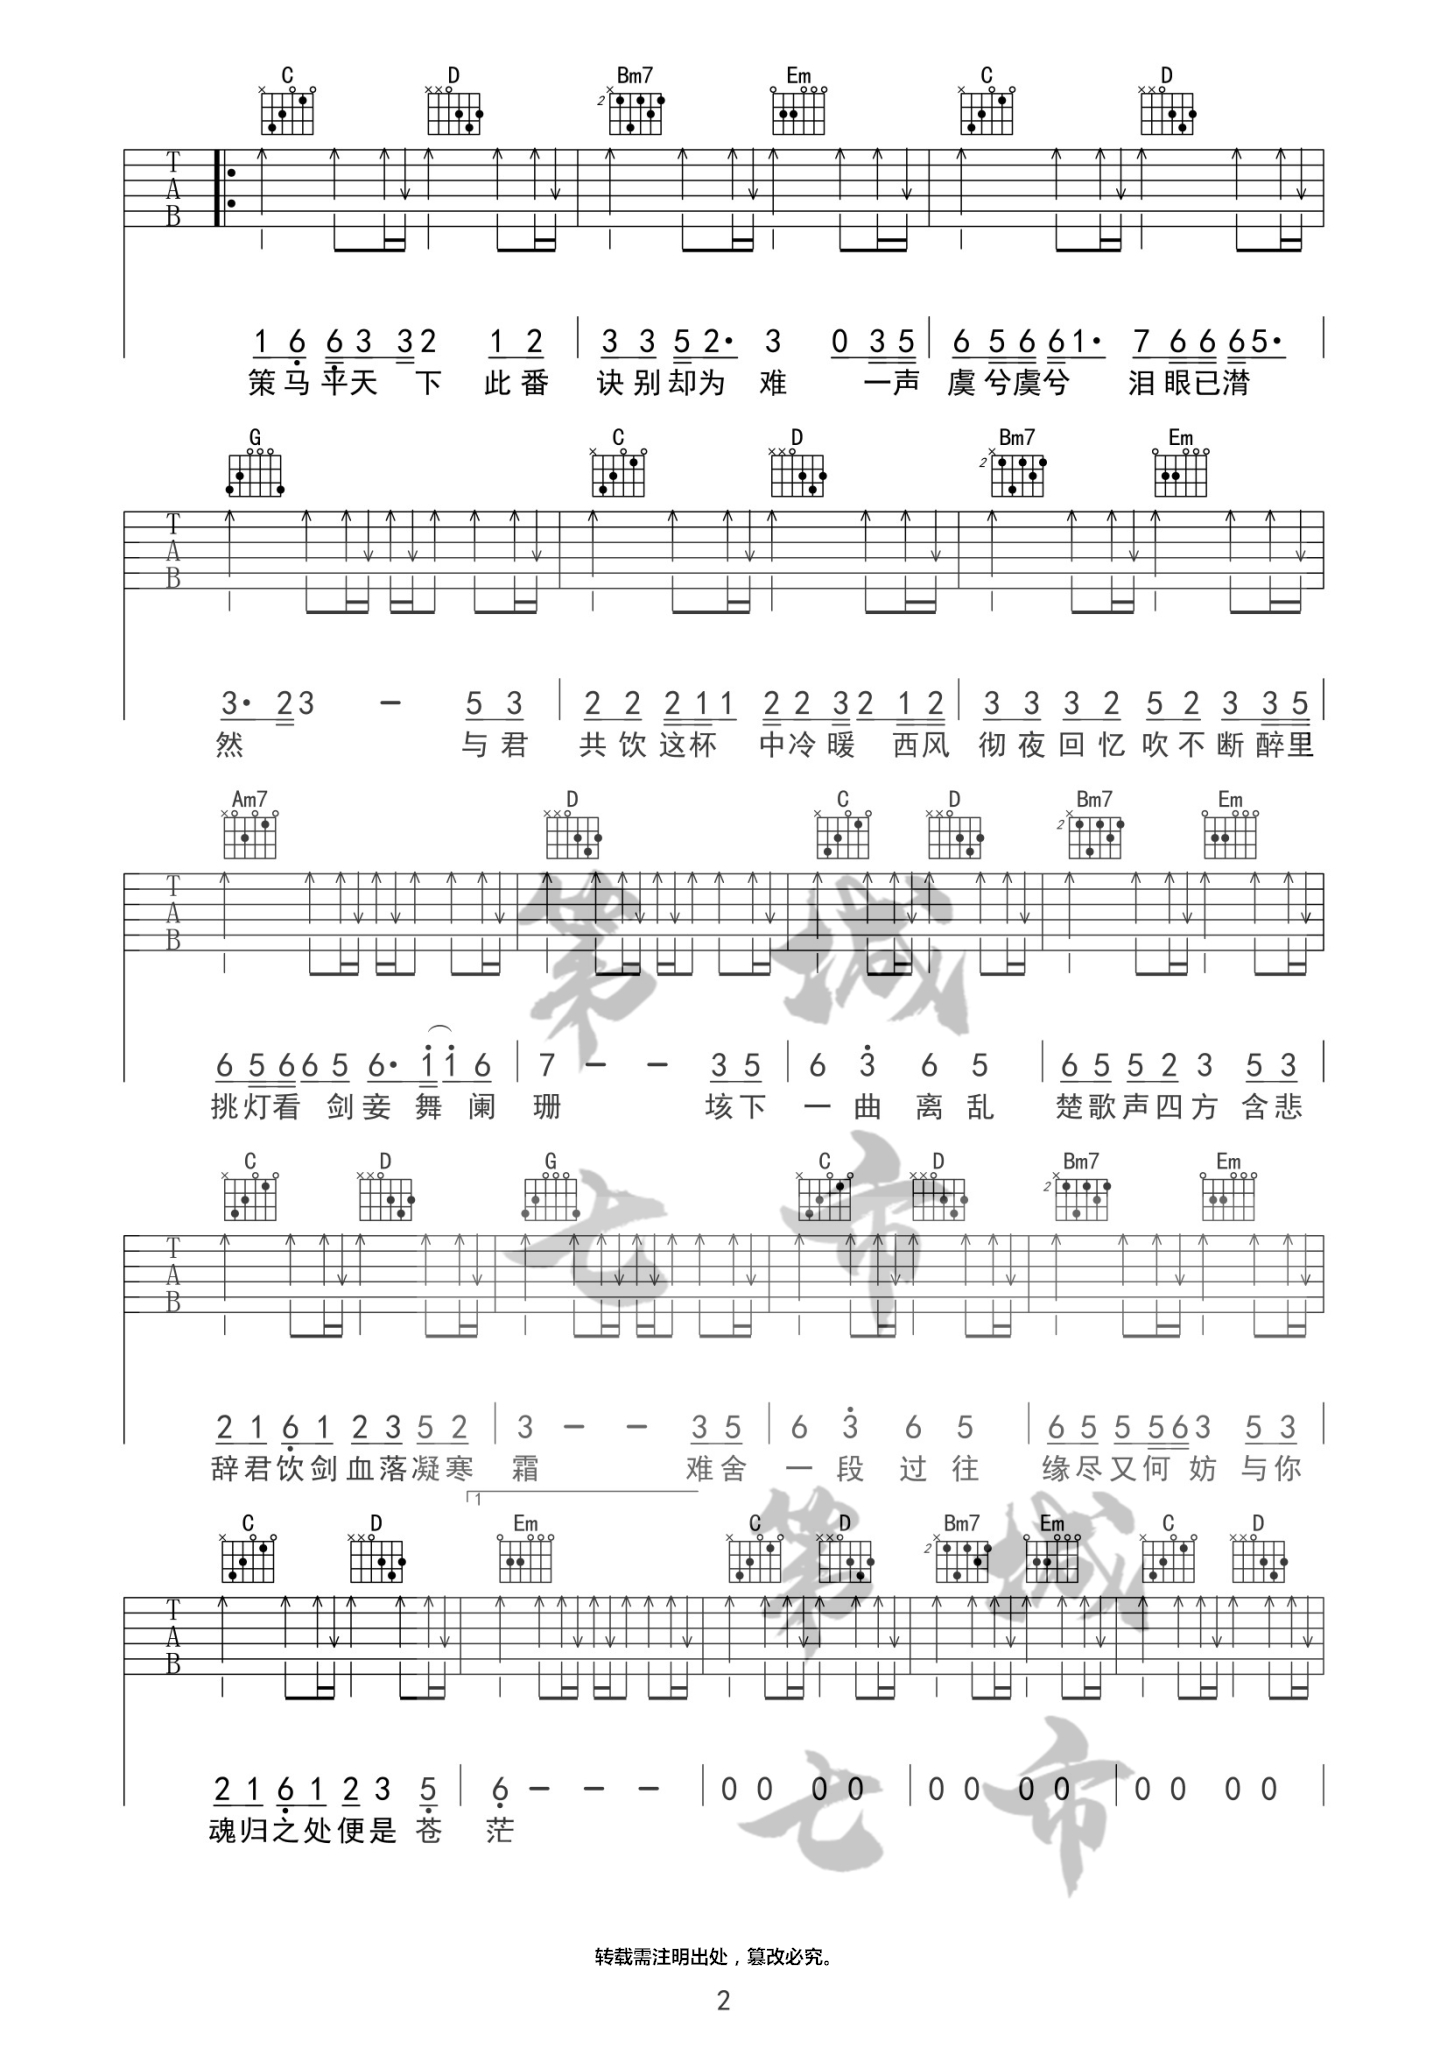 C D Bm7 Em C D
2
T
A
B
1 6 6 3 3 2 1 2 3 3 5 2· 3 0 3 5 6 5 6 6 1· 7 6 6 6 5·
策马平天 下 此番 诀别却为 难 一声 虞兮虞兮 泪眼已潸
G C D Bm7 Em
2
T
A
B
3· 2 3 - 5 3 2 2 2 1 1 2 2 3 2 1 2 3 3 3 2 5 2 3 3 5
然 与君 共饮这杯 中冷暖 西风 彻夜回忆吹不断醉里
Am7 D C D Bm7 Em
2
T
A
B
6 5 6 6 5 6· 1 1 6 7 - - 3 5 6 3 6 5 6 5 5 2 3 5 3
挑灯看 剑妾 舞 阑 珊 垓下 一曲离乱 楚歌声四方 含悲
C D G C D Bm7 Em
2
T
A
B
2 1 6 1 2 3 5 2 3 - - 3 5 6 3 6 5 6 5 5 5 6 3 5 3
辞君饮剑血落凝寒 霜 难舍 一段过往 缘尽又何妨 与你
1
C D Em C D Bm7 Em C D
2
T
A
B
2 1 6 1 2 3 5 6 - - - 0 0 0 0 0 0 0 0 0 0 0 0
魂归之处便是苍 茫
第七城市
第七城市
转载需注明出处，篡改必究。
2